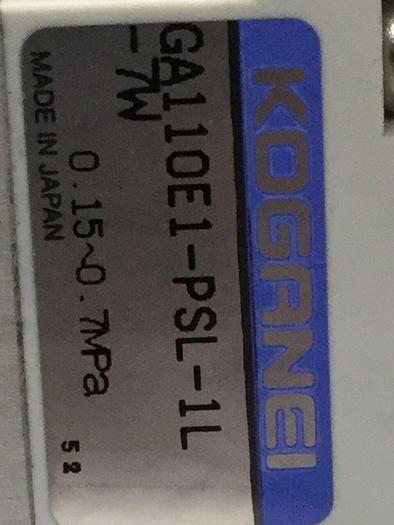 KOGANEI
GA110E1-PSL-1L
-7W
0.15~0.7MPa
MADE IN JAPAN 52